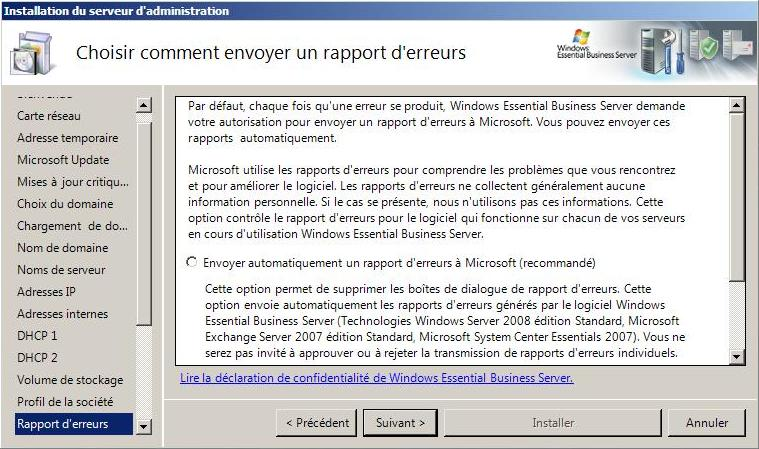 Installation du serveur d'administration
Choisir comment envoyer un rapport d'erreurs
Windows
Essential Business Server
Bienvenue
Carte réseau
Adresse temporaire
Microsoft Update
Mises à jour critiqu...
Choix du domaine
Chargement de do...
Nom de domaine
Noms de serveur
Adresses IP
Adresses internes
DHCP 1
DHCP 2
Volume de stockage
Profil de la société
Rapport d'erreurs
Par défaut, chaque fois qu'une erreur se produit, Windows Essential Business Server demande
votre autorisation pour envoyer un rapport d'erreurs à Microsoft. Vous pouvez envoyer ces
rapports automatiquement.
Microsoft utilise les rapports d'erreurs pour comprendre les problèmes que vous rencontrez
et pour améliorer le logiciel. Les rapports d'erreurs ne collectent généralement aucune
information personnelle. Si le cas se présente, nous n'utilisons pas ces informations. Cette
option contrôle le rapport d'erreurs pour le logiciel qui fonctionne sur chacun de vos serveurs
en cours d'utilisation Windows Essential Business Server.
Envoyer automatiquement un rapport d'erreurs à Microsoft (recommandé)
Cette option permet de supprimer les boîtes de dialogue de rapport d'erreurs. Cette
option envoie automatiquement les rapports d'erreurs générés par le logiciel Windows
Essential Business Server (Technologies Windows Server 2008 édition Standard, Microsoft
Exchange Server 2007 édition Standard, Microsoft System Center Essentials 2007). Vous ne
serez pas invité à approuver ou à rejeter la transmission de rapports d'erreurs individuels.
Lire la déclaration de confidentialité de Windows Essential Business Server.
< Précédent
Suivant >
Installer
Annuler